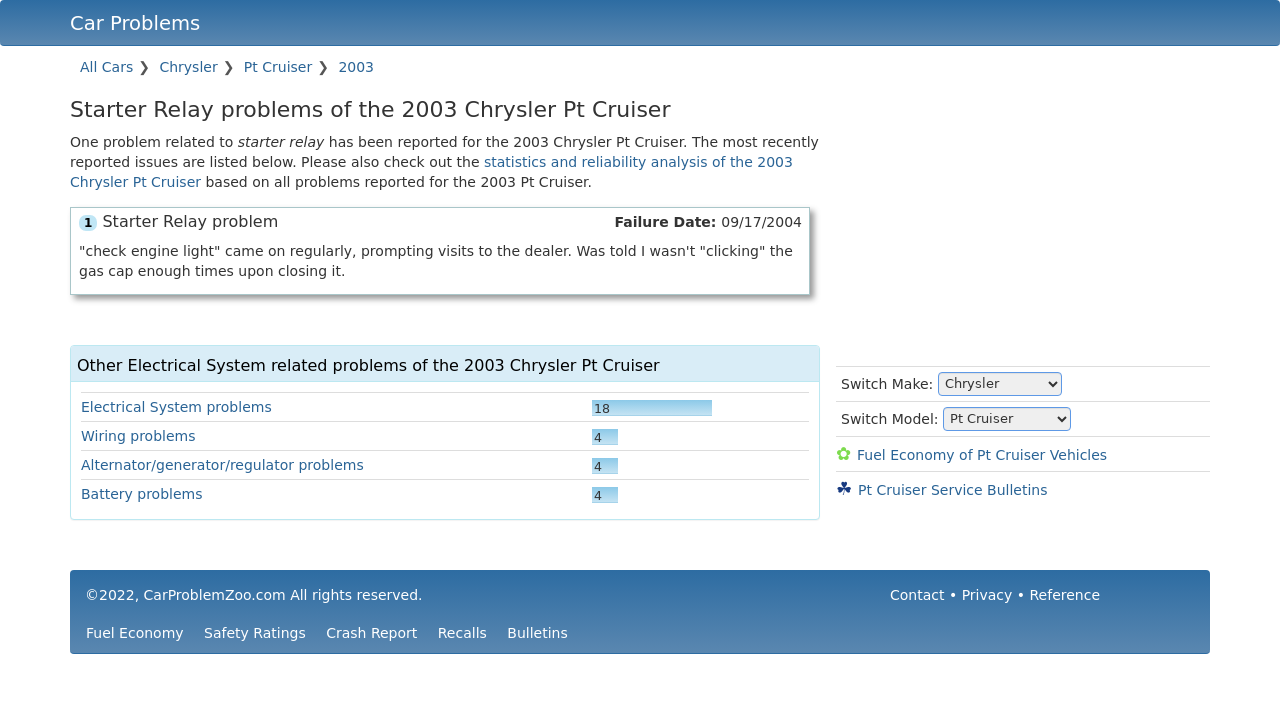 Car Problems
All Cars ❯ Chrysler ❯ Pt Cruiser ❯ 2003
Starter Relay problems of the 2003 Chrysler Pt Cruiser
One problem related to starter relay has been reported for the 2003 Chrysler Pt Cruiser. The most recently
reported issues are listed below. Please also check out the statistics and reliability analysis of the 2003
Chrysler Pt Cruiser based on all problems reported for the 2003 Pt Cruiser.
1 Starter Relay problem Failure Date: 09/17/2004
"check engine light" came on regularly, prompting visits to the dealer. Was told I wasn't "clicking" the
gas cap enough times upon closing it.
Other Electrical System related problems of the 2003 Chrysler Pt Cruiser
Electrical System problems 18
Wiring problems 4
Alternator/generator/regulator problems 4
Battery problems 4
Switch Make: Chrysler
Switch Model: Pt Cruiser
✿ Fuel Economy of Pt Cruiser Vehicles
☘ Pt Cruiser Service Bulletins
©2022, CarProblemZoo.com All rights reserved.
Contact • Privacy • Reference
Fuel Economy Safety Ratings Crash Report Recalls Bulletins